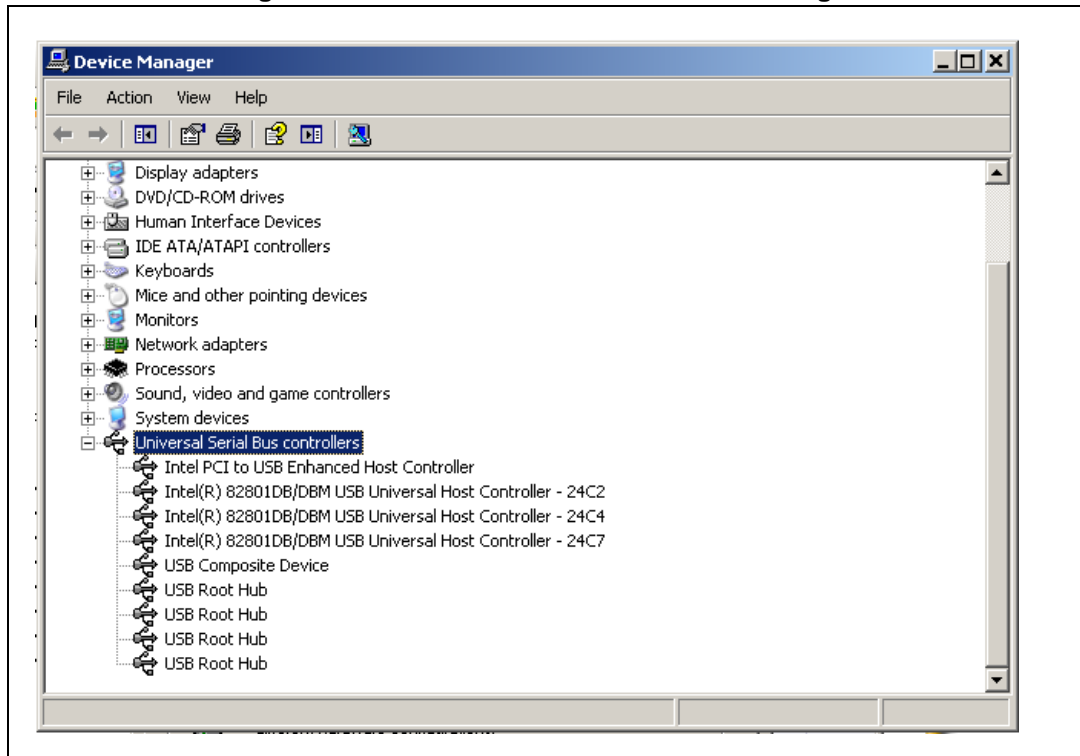 Device Manager
File Action View Help
Display adapters
DVD/CD-ROM drives
Human Interface Devices
IDE ATA/ATAPI controllers
Keyboards
Mice and other pointing devices
Monitors
Network adapters
Processors
Sound, video and game controllers
System devices
Universal Serial Bus controllers
Intel PCI to USB Enhanced Host Controller
Intel(R) 82801DB/DBM USB Universal Host Controller - 24C2
Intel(R) 82801DB/DBM USB Universal Host Controller - 24C4
Intel(R) 82801DB/DBM USB Universal Host Controller - 24C7
USB Composite Device
USB Root Hub
USB Root Hub
USB Root Hub
USB Root Hub